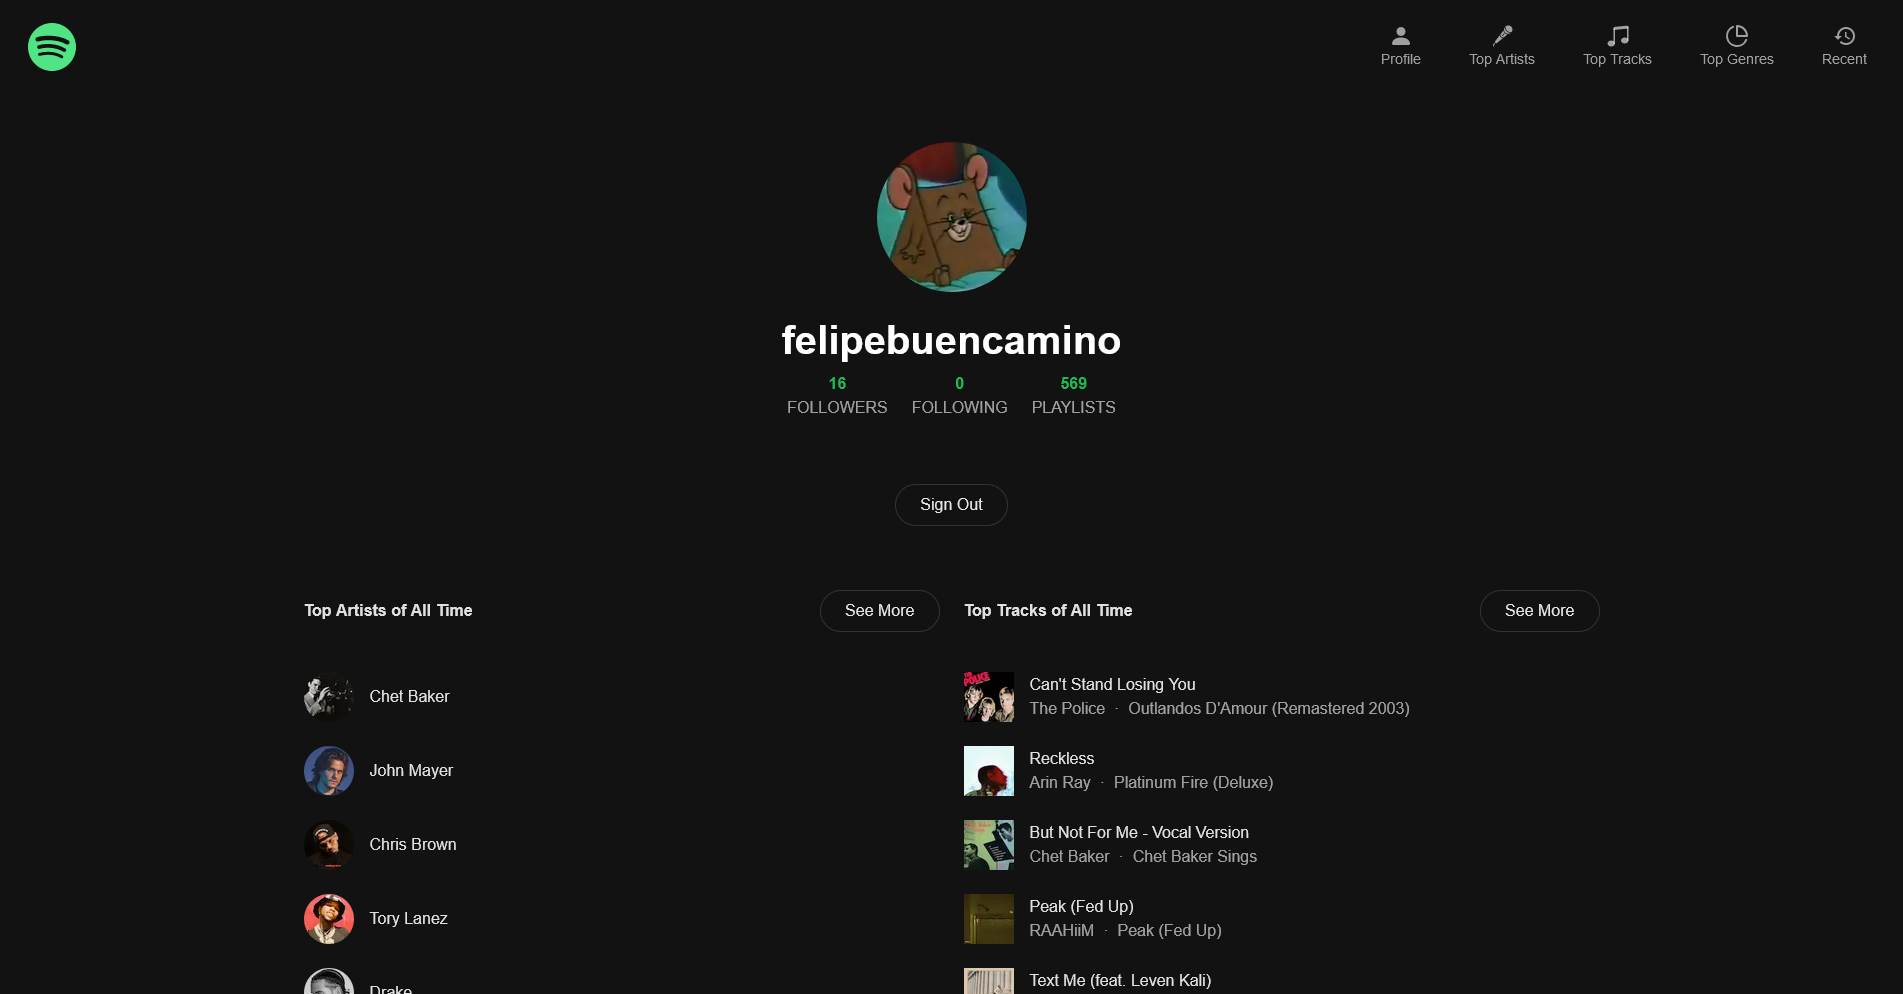 Profile
Top Artists
Top Tracks
Top Genres
Recent
felipebuencamino
16
FOLLOWERS
0
FOLLOWING
569
PLAYLISTS
Sign Out
Top Artists of All Time
See More
Chet Baker
John Mayer
Chris Brown
Tory Lanez
Drake
Top Tracks of All Time
See More
THE POLICE
Can't Stand Losing You
The Police · Outlandos D'Amour (Remastered 2003)
Reckless
Arin Ray · Platinum Fire (Deluxe)
But Not For Me - Vocal Version
Chet Baker · Chet Baker Sings
Peak (Fed Up)
RAAHiiM · Peak (Fed Up)
Text Me (feat. Leven Kali)